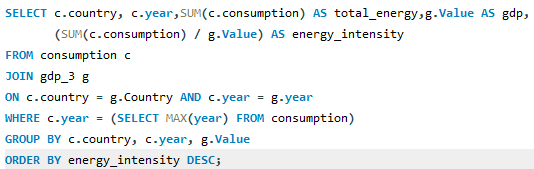 SELECT c.country, c.year,SUM(c.consumption) AS total_energy,g.Value AS gdp,
(SUM(c.consumption) / g.Value) AS energy_intensity
FROM consumption c
JOIN gdp_3 g
ON c.country = g.Country AND c.year = g.year
WHERE c.year = (SELECT MAX(year) FROM consumption)
GROUP BY c.country, c.year, g.Value
ORDER BY energy_intensity DESC;